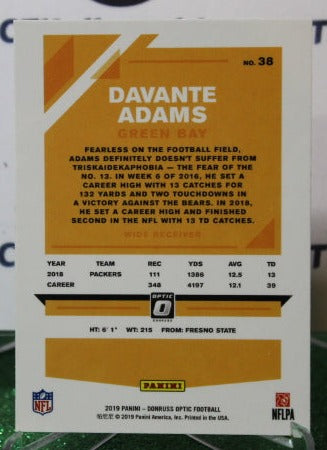 NO. 38
DAVANTE
ADAMS
GREEN BAY
FEARLESS ON THE FOOTBALL FIELD,
ADAMS DEFINITELY DOESN'T SUFFER FROM
TRISKAIDEKAPHOBIA — THE FEAR OF THE
NO. 13. IN WEEK 6 OF 2016, HE SET A
CAREER HIGH WITH 13 CATCHES FOR
132 YARDS AND TWO TOUCHDOWNS IN
A VICTORY AGAINST THE BEARS. IN 2018,
HE SET A CAREER HIGH AND FINISHED
SECOND IN THE NFL WITH 13 TD CATCHES.
WIDE RECEIVER
YEAR TEAM REC YDS AVG TD
2018 PACKERS 111 1386 12.5 13
CAREER 348 4197 12.1 39
OPTIC
DONRUSS
HT: 6' 1" WT: 215 FROM: FRESNO STATE
NFL
PANINI
NFLPA
2019 PANINI – DONRUSS OPTIC FOOTBALL
© 2019 Panini America, Inc. Printed in the USA.